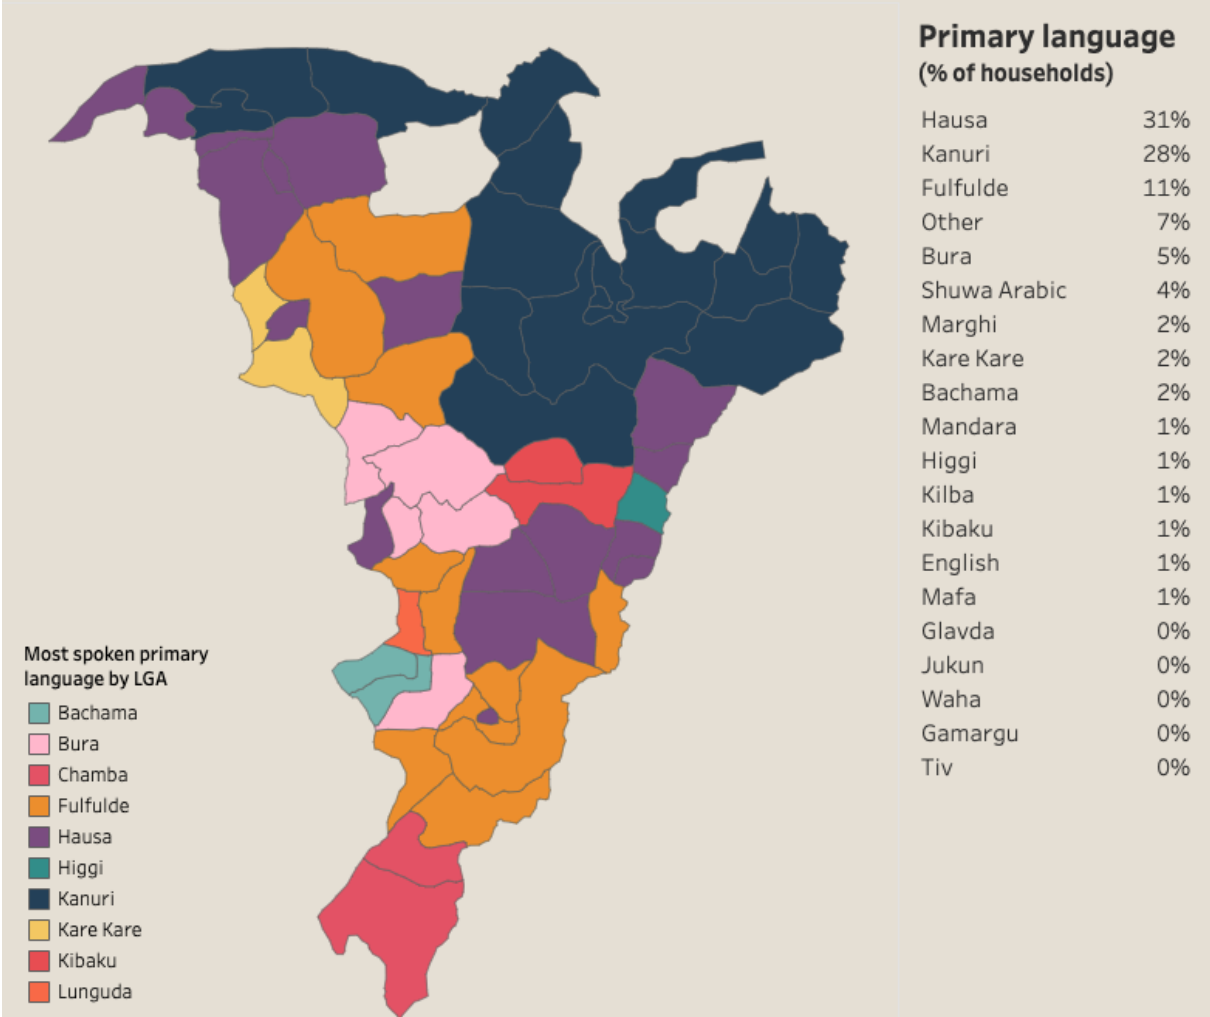 Primary language
(% of households)
Hausa 31%
Kanuri 28%
Fulfulde 11%
Other 7%
Bura 5%
Shuwa Arabic 4%
Marghi 2%
Kare Kare 2%
Bachama 2%
Mandara 1%
Higgi 1%
Kilba 1%
Kibaku 1%
English 1%
Mafa 1%
Glavda 0%
Jukun 0%
Waha 0%
Gamargu 0%
Tiv 0%
Most spoken primary
language by LGA
Bachama
Bura
Chamba
Fulfulde
Hausa
Higgi
Kanuri
Kare Kare
Kibaku
Lunguda